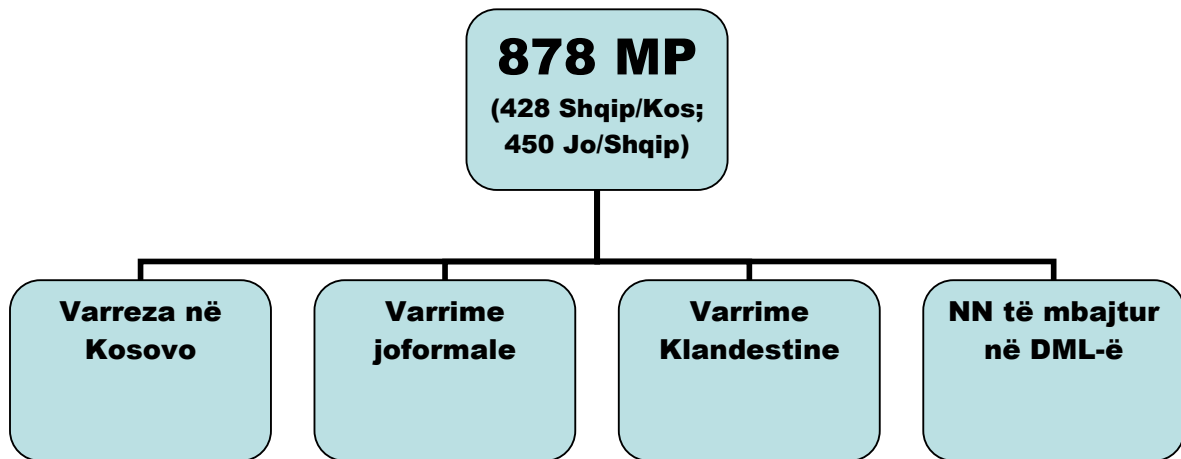 878 MP
(428 Shqip/Kos;
450 Jo/Shqip)
Varreza në
Kosovo
Varrime
joformale
Varrime
Klandestine
NN të mbajtur
në DML-ë